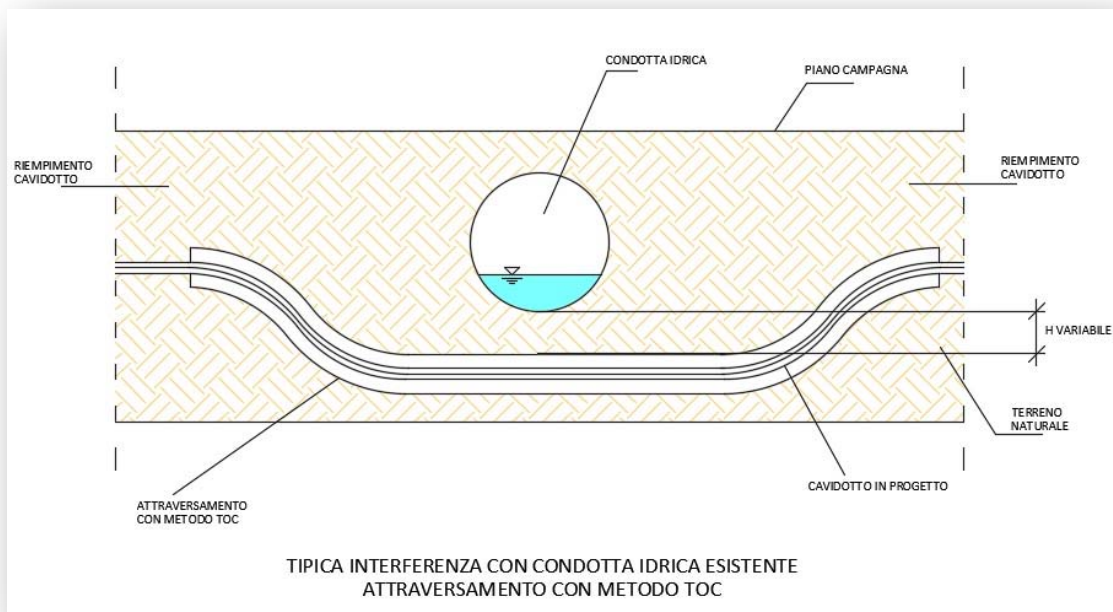 CONDOTTA IDRICA
PIANO CAMPAGNA
RIEMPIMENTO
CAVIDOTTO
RIEMPIMENTO
CAVIDOTTO
H VARIABILE
TERRENO
NATURALE
CAVIDOTTO IN PROGETTO
ATTRAVERSAMENTO
CON METODO TOC
TIPICA INTERFERENZA CON CONDOTTA IDRICA ESISTENTE
ATTRAVERSAMENTO CON METODO TOC